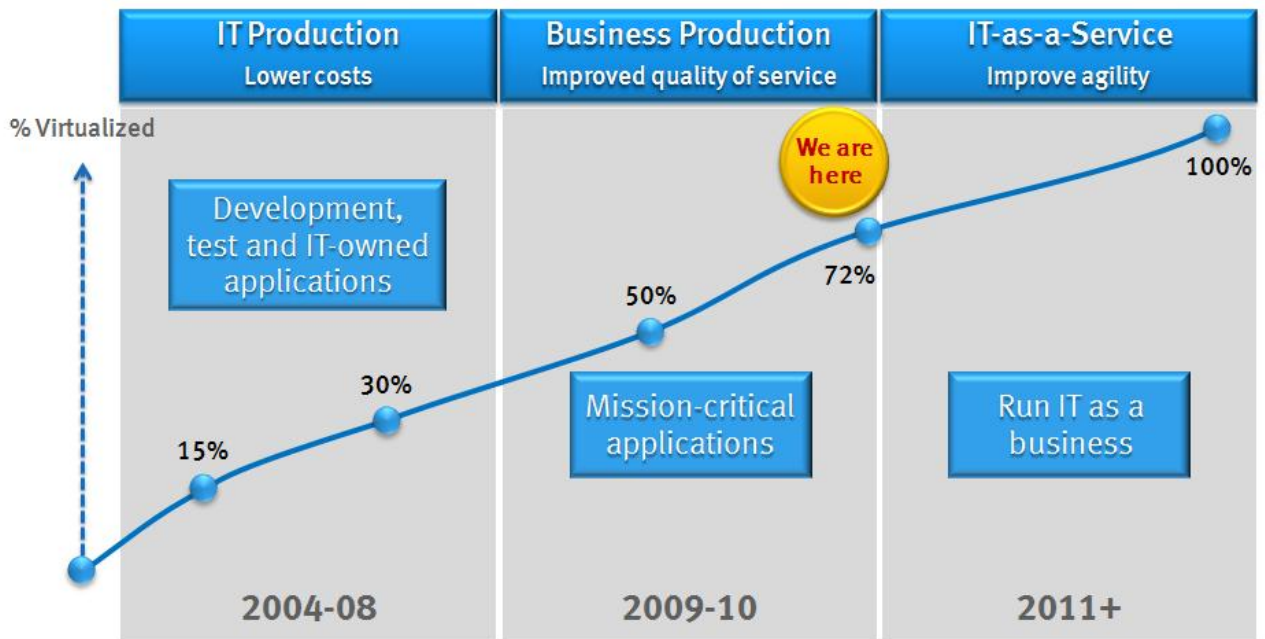 IT Production
Lower costs
Business Production
Improved quality of service
IT-as-a-Service
Improve agility
% Virtualized
We are
here
100%
Development,
test and IT-owned
applications
72%
50%
30%
Mission-critical
applications
Run IT as a
business
15%
2004-08
2009-10
2011+